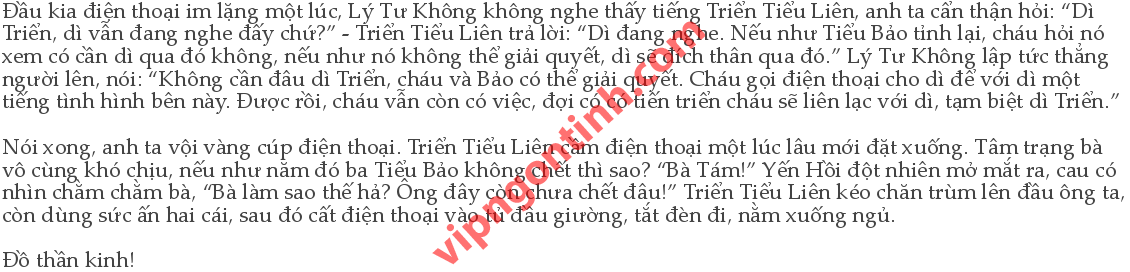 Đầu kia điện thoại im lặng một lúc, Lý Tư Không không nghe thấy tiếng Triển Tiểu Liên, anh ta cẩn thận hỏi: “Dì
Triển, dì vẫn đang nghe đấy chứ?” - Triển Tiểu Liên trả lời: “Dì đang nghe. Nếu như Tiểu Bảo tỉnh lại, cháu hỏi nó
xem có cần dì qua đó không, nếu như nó không thể giải quyết, dì sẽ đích thân qua đó.” Lý Tư Không lập tức thẳng
người lên, nói: “Không cần đâu dì Triển, cháu và Bảo có thể giải quyết. Cháu gọi điện thoại cho dì để với dì một
tiếng tình hình bên này. Được rồi, cháu vẫn còn có việc, đợi có có tiến triển cháu sẽ liên lạc với dì, tạm biệt dì Triển.”
Nói xong, anh ta vội vàng cúp điện thoại. Triển Tiểu Liên cầm điện thoại một lúc lâu mới đặt xuống. Tâm trạng bà
vô cùng khó chịu, nếu như năm đó ba Tiểu Bảo không chết thì sao? “Bà Tám!” Yến Hồi đột nhiên mở mắt ra, cau có
nhìn chằm chằm bà, “Bà làm sao thế hả? Ông đây còn chưa chết đâu!” Triển Tiểu Liên kéo chăn trùm lên đầu ông ta,
còn dùng sức ấn hai cái, sau đó cất điện thoại vào tủ đầu giường, tắt đèn đi, nằm xuống ngủ.
Đồ thần kinh!
vipngontinh.com